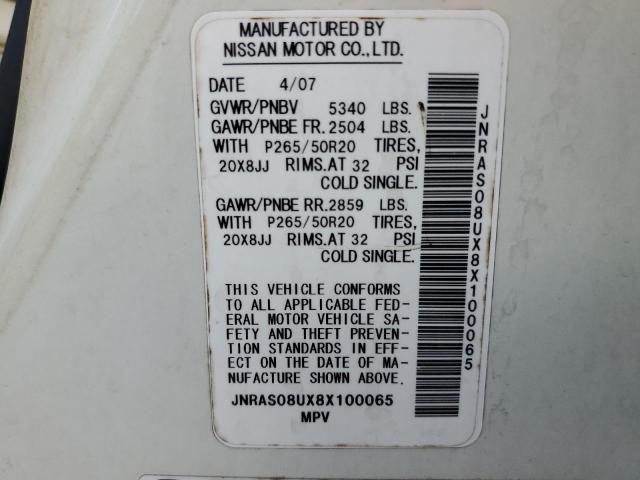 MANUFACTURED BY
NISSAN MOTOR CO., LTD.
DATE 4/07
GVWR/PNBV 5340 LBS.
GAWR/PNBE FR. 2504 LBS.
WITH P265/50R20 TIRES,
20X8JJ RIMS. AT 32 PSI
COLD SINGLE.
GAWR/PNBE RR. 2859 LBS.
WITH P265/50R20 TIRES,
20X8JJ RIMS. AT 32 PSI
COLD SINGLE.
THIS VEHICLE CONFORMS
TO ALL APPLICABLE FED-
ERAL MOTOR VEHICLE SA-
FETY AND THEFT PREVEN-
TION STANDARDS IN EFF-
ECT ON THE DATE OF MA-
NUFACTURE SHOWN ABOVE.
JNRAS08UX8X100065
MPV
JNRAS08UX8X100065